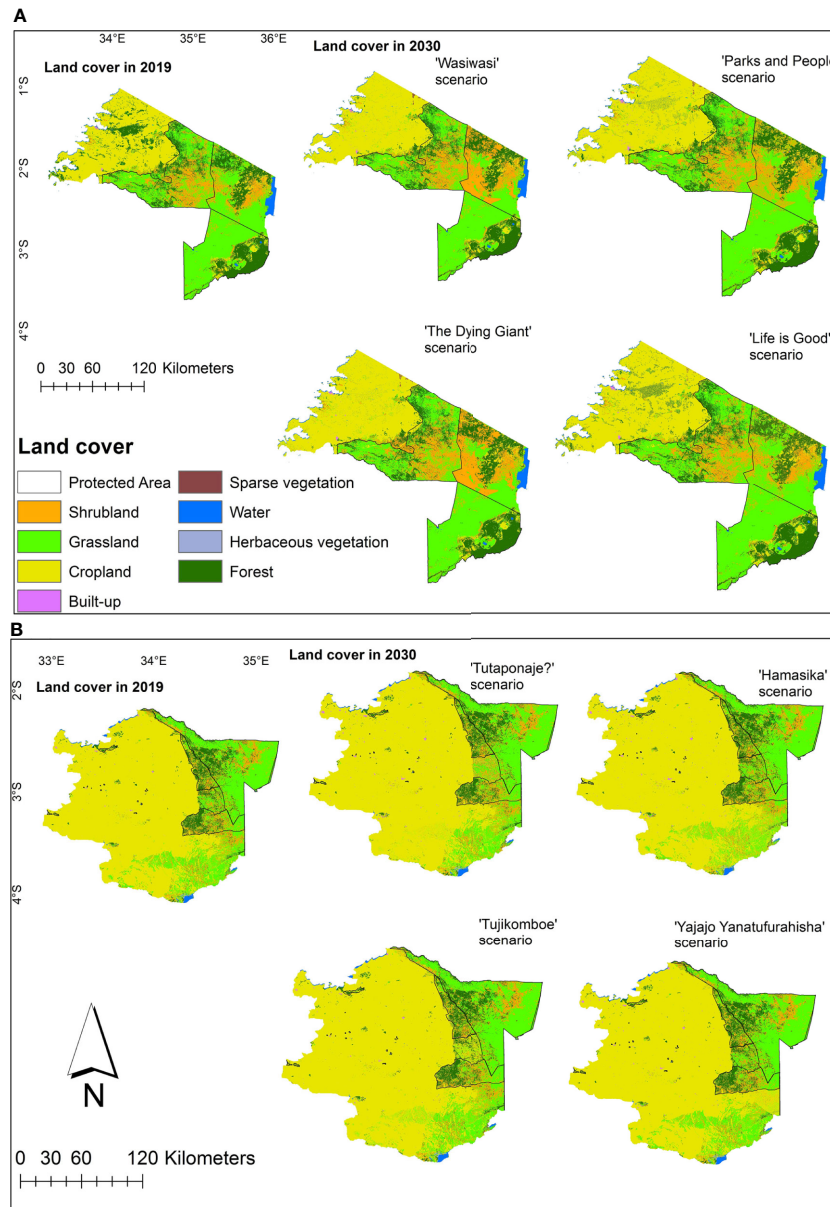 A
34°E 35°E 36°E
Land cover in 2019
Land cover in 2030
'Wasiwasi' scenario
'Parks and People
scenario
1°S
2°S
3°S
4°S
'The Dying Giant'
scenario
'Life is Good'
scenario
0 30 60 120 Kilometers
Land cover
Protected Area
Shrubland
Grassland
Cropland
Built-up
Sparse vegetation
Water
Herbaceous vegetation
Forest
B
33°E 34°E 35°E
Land cover in 2019
Land cover in 2030
'Tutaponaje?'
scenario
'Hamasika'
scenario
2°S
3°S
4°S
'Tujikomboe'
scenario
'Yajajo Yanatufurahisha'
scenario
N
0 30 60 120 Kilometers